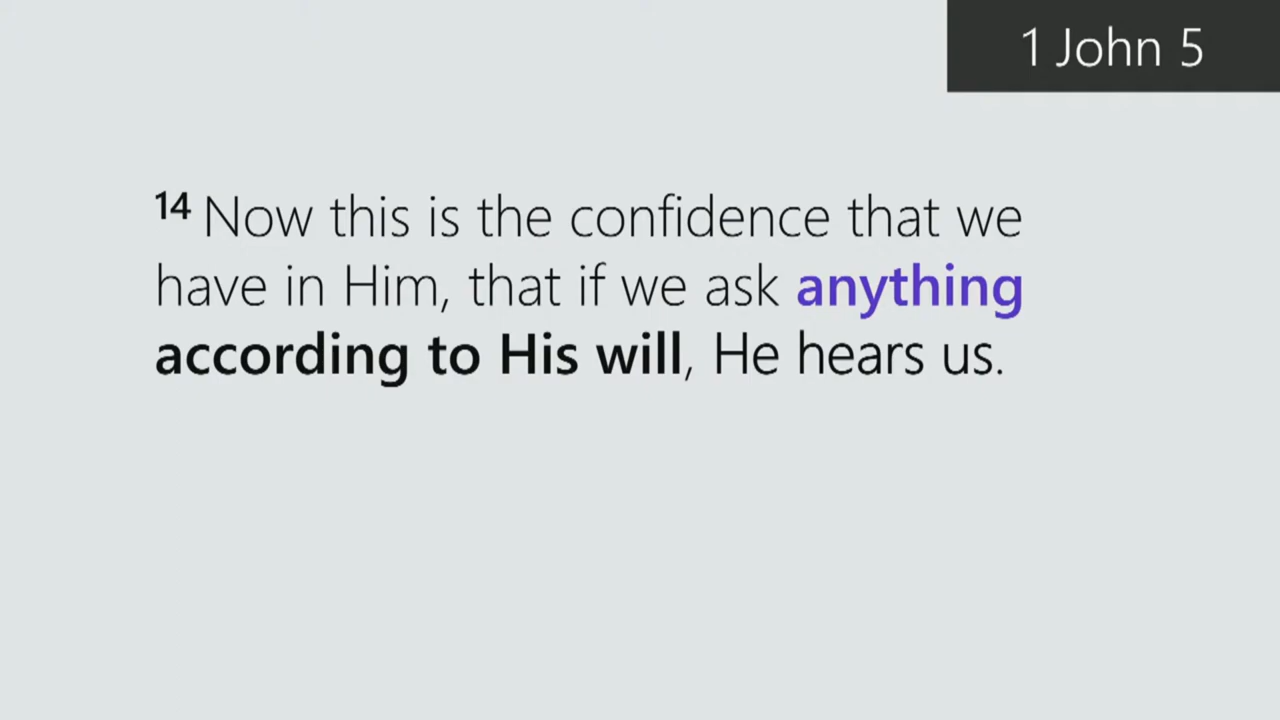 1 John 5
14 Now this is the confidence that we
have in Him, that if we ask anything
according to His will, He hears us.